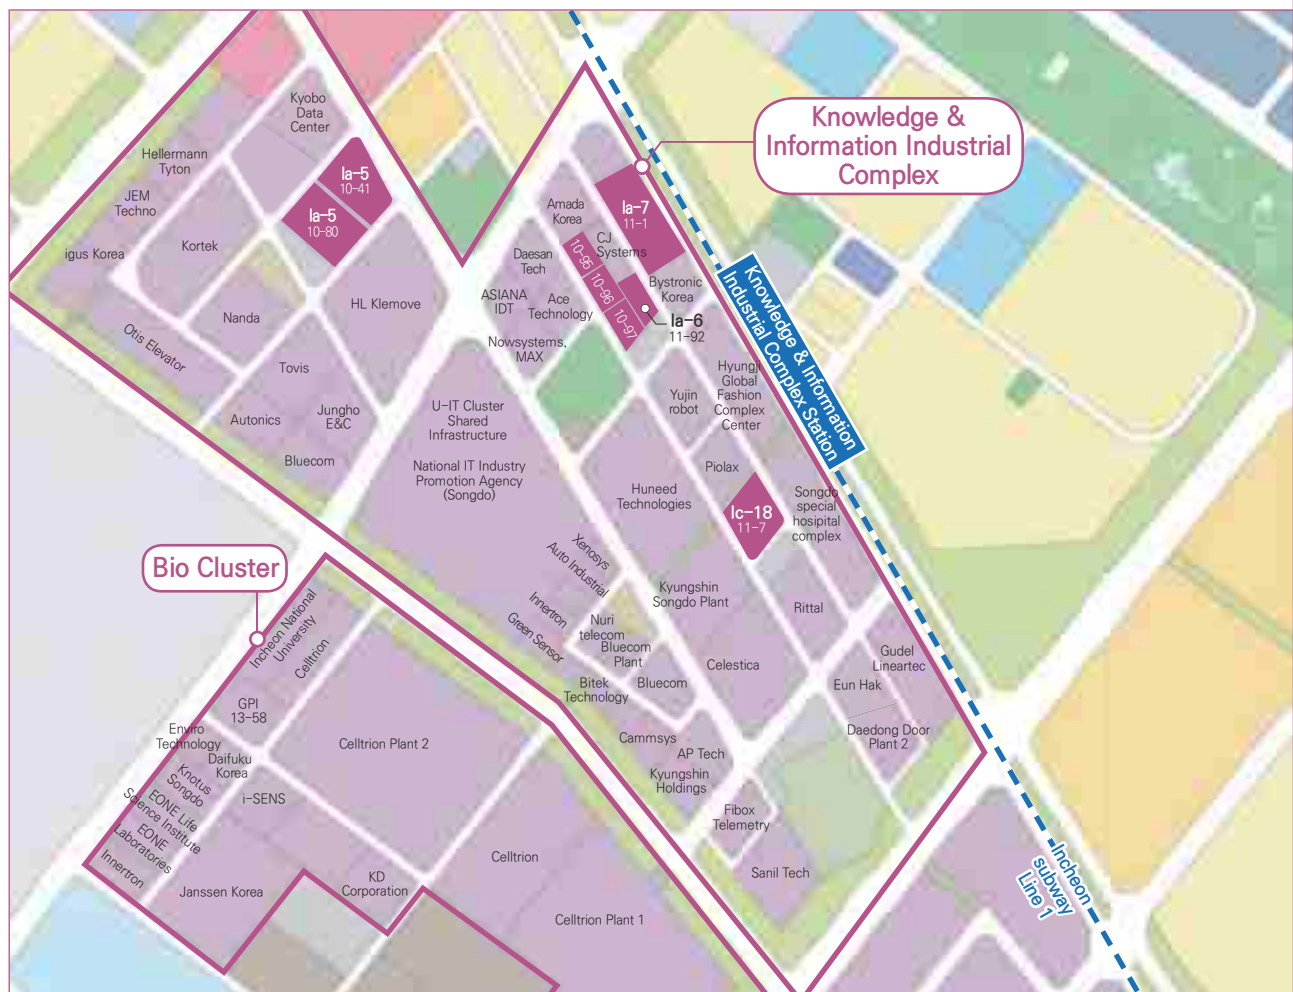 Kyobo
Data
Center
Hellermann
Tyton
Ia-5
10-41
JEM
Techno
Ia-5
10-80
igus Korea
Kortek
HL Klemove
Nanda
Otis Elevator
Tovis
Autonics
Jungho
E&C
Bluecom
Knowledge &
Information Industrial
Complex
Amada
Korea
Ia-7
11-1
CJ
Systems
Daesan
Tech
10-95
10-96
10-97
Bystronic
Korea
ASIANA
IDT
Ace
Technology
Ia-6
11-92
Nowsystems,
MAX
Knowledge & Information
Industrial Complex Station
Hyungji
Global
Fashion
Complex
Center
Yujin
robot
U-IT Cluster
Shared
Infrastructure
National IT Industry
Promotion Agency
(Songdo)
Piolax
Huneed
Technologies
Ic-18
11-7
Songdo
special
hosipital
complex
Xenosys
Auto Industrial
Innertron
Green Sensor
Kyungshin
Songdo Plant
Rittal
Nuri
telecom
Bluecom
Plant
Celestica
Gudel
Lineartec
Eun Hak
Bitek
Technology
Bluecom
Daedong Door
Plant 2
Cammsys
AP Tech
Kyungshin
Holdings
Fibox
Telemetry
Sanil Tech
Incheon
subway
Line 1
Bio Cluster
Incheon National
University
Celltrion
GPI
13-58
Enviro
Technology
Daifuku
Korea
Celltrion Plant 2
Knotus
Songdo
i-SENS
EONE Life
Science Institute
EONE
Laboratories
Innertron
Janssen Korea
KD
Corporation
Celltrion
Celltrion Plant 1